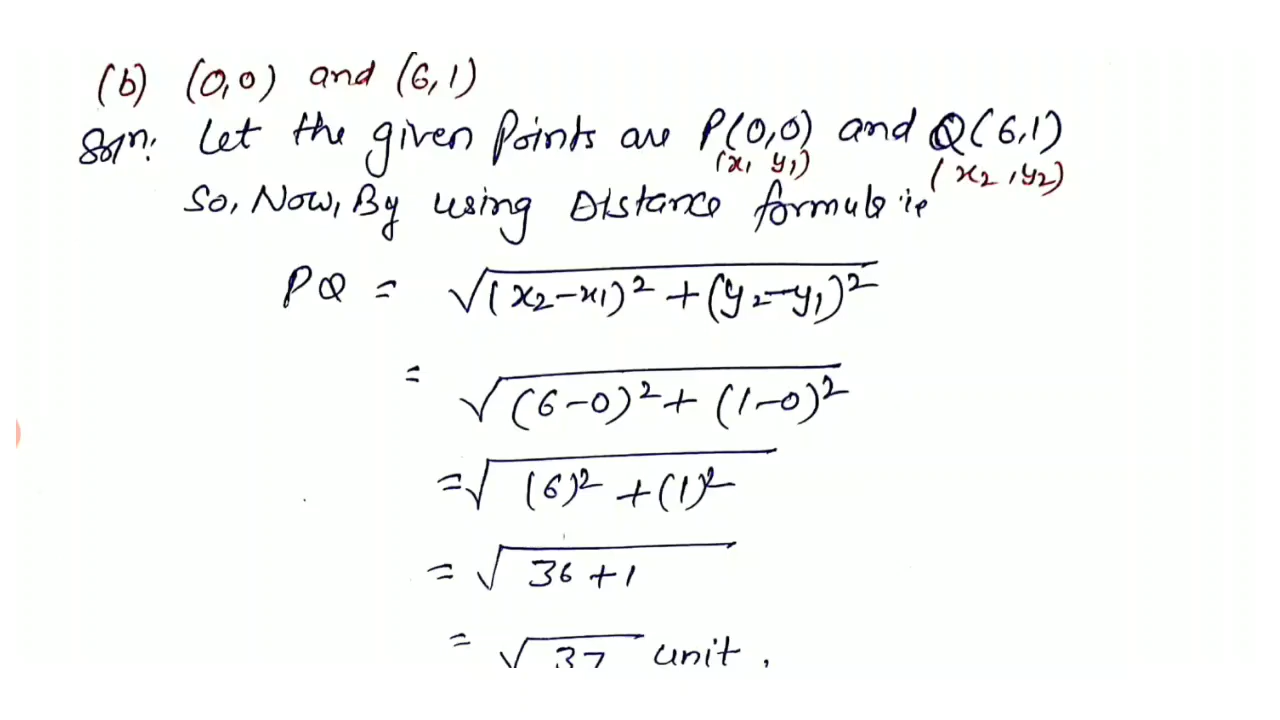 (b) (0,0) and (6,1)
Solⁿ: Let the given Points are P(0,0) and Q(6,1)
(x₁ y₁) (x₂, y₂)
So, Now, By using Distance formula ie
PQ = √(x₂-x₁)² + (y₂-y₁)²
= √(6-0)² + (1-0)²
= √(6)² + (1)²
= √36+1
= √37 unit.